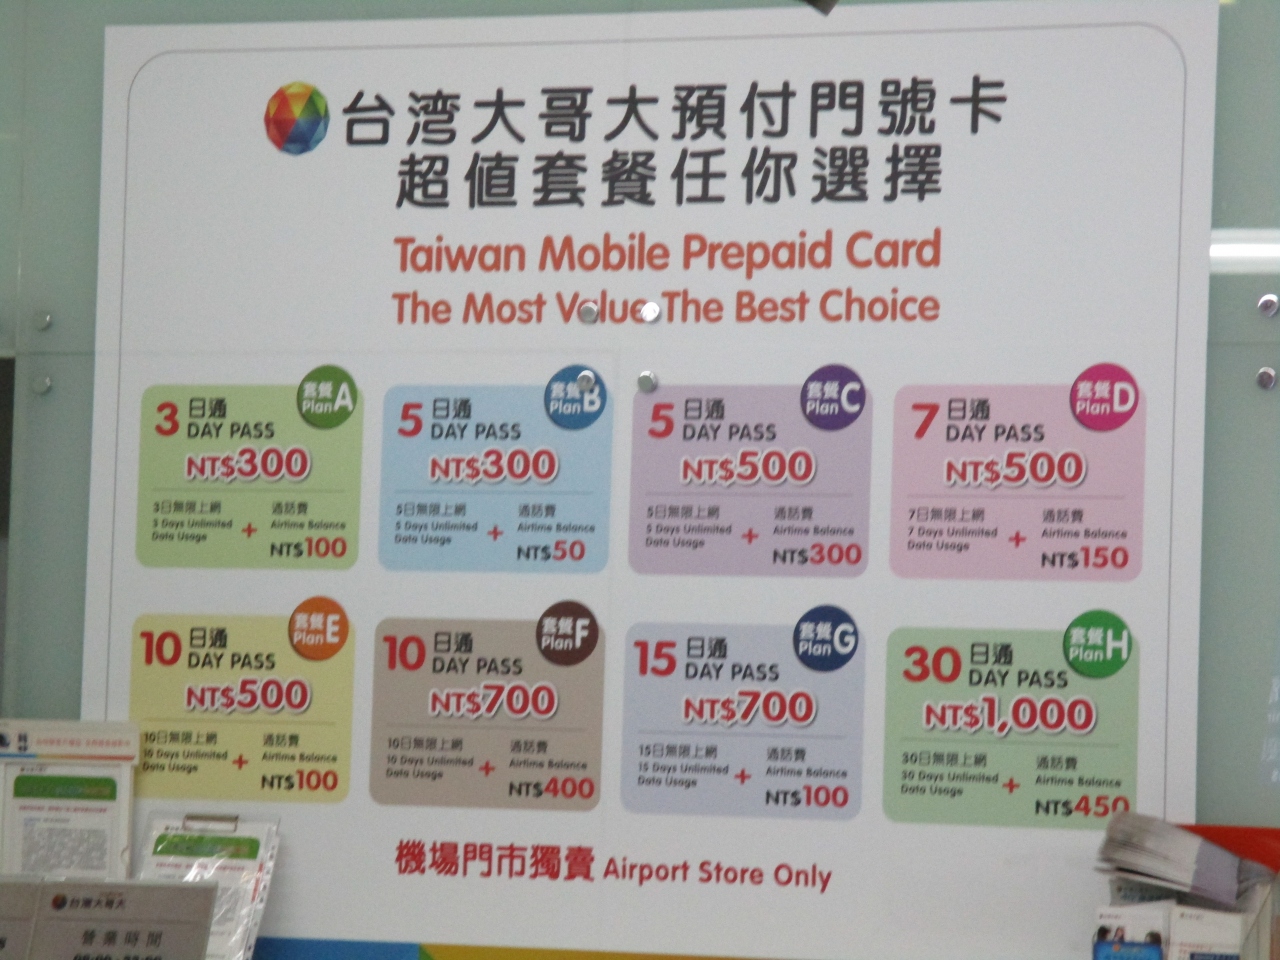 台湾大哥大預付門號卡
超值套餐任你選擇
Taiwan Mobile Prepaid Card
The Most Value The Best Choice
套餐
Plan A
3 日通
DAY PASS
NT$300
3日無限上網
3 Days Unlimited
Data Usage
+
通話費
Airtime Balance
NT$100
套餐
Plan B
5 日通
DAY PASS
NT$300
5日無限上網
5 Days Unlimited
Data Usage
+
通話費
Airtime Balance
NT$50
套餐
Plan C
5 日通
DAY PASS
NT$500
5日無限上網
5 Days Unlimited
Data Usage
+
通話費
Airtime Balance
NT$300
套餐
Plan D
7 日通
DAY PASS
NT$500
7日無限上網
7 Days Unlimited
Data Usage
+
通話費
Airtime Balance
NT$150
套餐
Plan E
10 日通
DAY PASS
NT$500
10日無限上網
10 Days Unlimited
Data Usage
+
通話費
Airtime Balance
NT$100
套餐
Plan F
10 日通
DAY PASS
NT$700
10日無限上網
10 Days Unlimited
Data Usage
+
通話費
Airtime Balance
NT$400
套餐
Plan G
15 日通
DAY PASS
NT$700
15日無限上網
15 Days Unlimited
Data Usage
+
通話費
Airtime Balance
NT$100
套餐
Plan H
30 日通
DAY PASS
NT$1,000
30日無限上網
30 Days Unlimited
Data Usage
+
通話費
Airtime Balance
NT$450
機場門市獨賣 Airport Store Only
台灣大哥大
營業時間